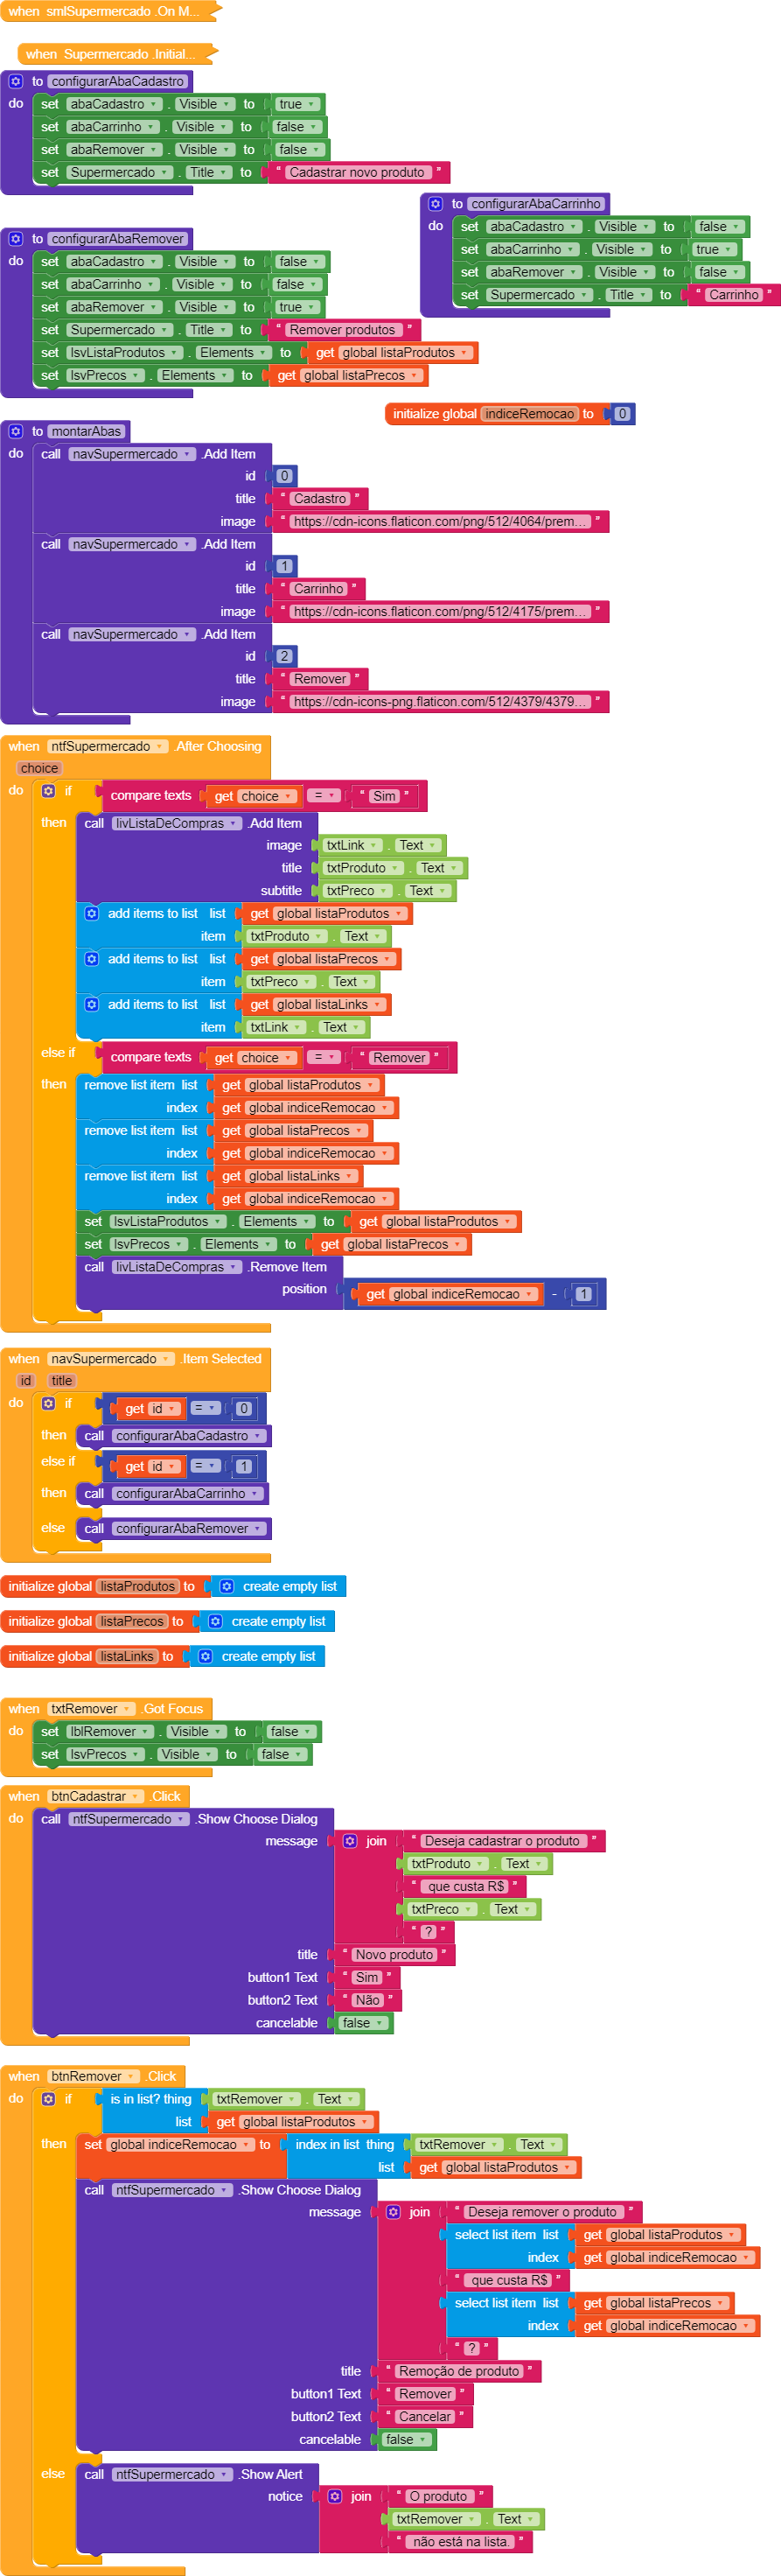 when smlSupermercado .On M...
when Supermercado .Initial...
to configurarAbaCadastro
do set abaCadastro . Visible to true
set abaCarrinho . Visible to false
set abaRemover . Visible to false
set Supermercado . Title to “ Cadastrar novo produto ”
to configurarAbaCarrinho
do set abaCadastro . Visible to false
set abaCarrinho . Visible to true
set abaRemover . Visible to false
set Supermercado . Title to “ Carrinho ”
to configurarAbaRemover
do set abaCadastro . Visible to false
set abaCarrinho . Visible to false
set abaRemover . Visible to true
set Supermercado . Title to “ Remover produtos ”
set lsvListaProdutos . Elements to get global listaProdutos
set lsvPrecos . Elements to get global listaPrecos
initialize global indiceRemocao to 0
to montarAbas
do call navSupermercado .Add Item
id 0
title “ Cadastro ”
image “ https://cdn-icons.flaticon.com/png/512/4064/prem... ”
call navSupermercado .Add Item
id 1
title “ Carrinho ”
image “ https://cdn-icons.flaticon.com/png/512/4175/prem... ”
call navSupermercado .Add Item
id 2
title “ Remover ”
image “ https://cdn-icons-png.flaticon.com/512/4379/4379... ”
when ntfSupermercado .After Choosing
choice
do if compare texts get choice = “ Sim ”
then call livListaDeCompras .Add Item
image txtLink . Text
title txtProduto . Text
subtitle txtPreco . Text
add items to list list get global listaProdutos
item txtProduto . Text
add items to list list get global listaPrecos
item txtPreco . Text
add items to list list get global listaLinks
item txtLink . Text
else if compare texts get choice = “ Remover ”
then remove list item list get global listaProdutos
index get global indiceRemocao
remove list item list get global listaPrecos
index get global indiceRemocao
remove list item list get global listaLinks
index get global indiceRemocao
set lsvListaProdutos . Elements to get global listaProdutos
set lsvPrecos . Elements to get global listaPrecos
call livListaDeCompras .Remove Item
position get global indiceRemocao - 1
when navSupermercado .Item Selected
id title
do if get id = 0
then call configurarAbaCadastro
else if get id = 1
then call configurarAbaCarrinho
else call configurarAbaRemover
initialize global listaProdutos to create empty list
initialize global listaPrecos to create empty list
initialize global listaLinks to create empty list
when txtRemover .Got Focus
do set lblRemover . Visible to false
set lsvPrecos . Visible to false
when btnCadastrar .Click
do call ntfSupermercado .Show Choose Dialog
message join “ Deseja cadastrar o produto ”
txtProduto . Text
“ que custa R$ ”
txtPreco . Text
“ ? ”
title “ Novo produto ”
button1 Text “ Sim ”
button2 Text “ Não ”
cancelable false
when btnRemover .Click
do if is in list? thing txtRemover . Text
list get global listaProdutos
then set global indiceRemocao to index in list thing txtRemover . Text
list get global listaProdutos
call ntfSupermercado .Show Choose Dialog
message join “ Deseja remover o produto ”
select list item list get global listaProdutos
index get global indiceRemocao
“ que custa R$ ”
select list item list get global listaPrecos
index get global indiceRemocao
“ ? ”
title “ Remoção de produto ”
button1 Text “ Remover ”
button2 Text “ Cancelar ”
cancelable false
else call ntfSupermercado .Show Alert
notice join “ O produto ”
txtRemover . Text
“ não está na lista. ”